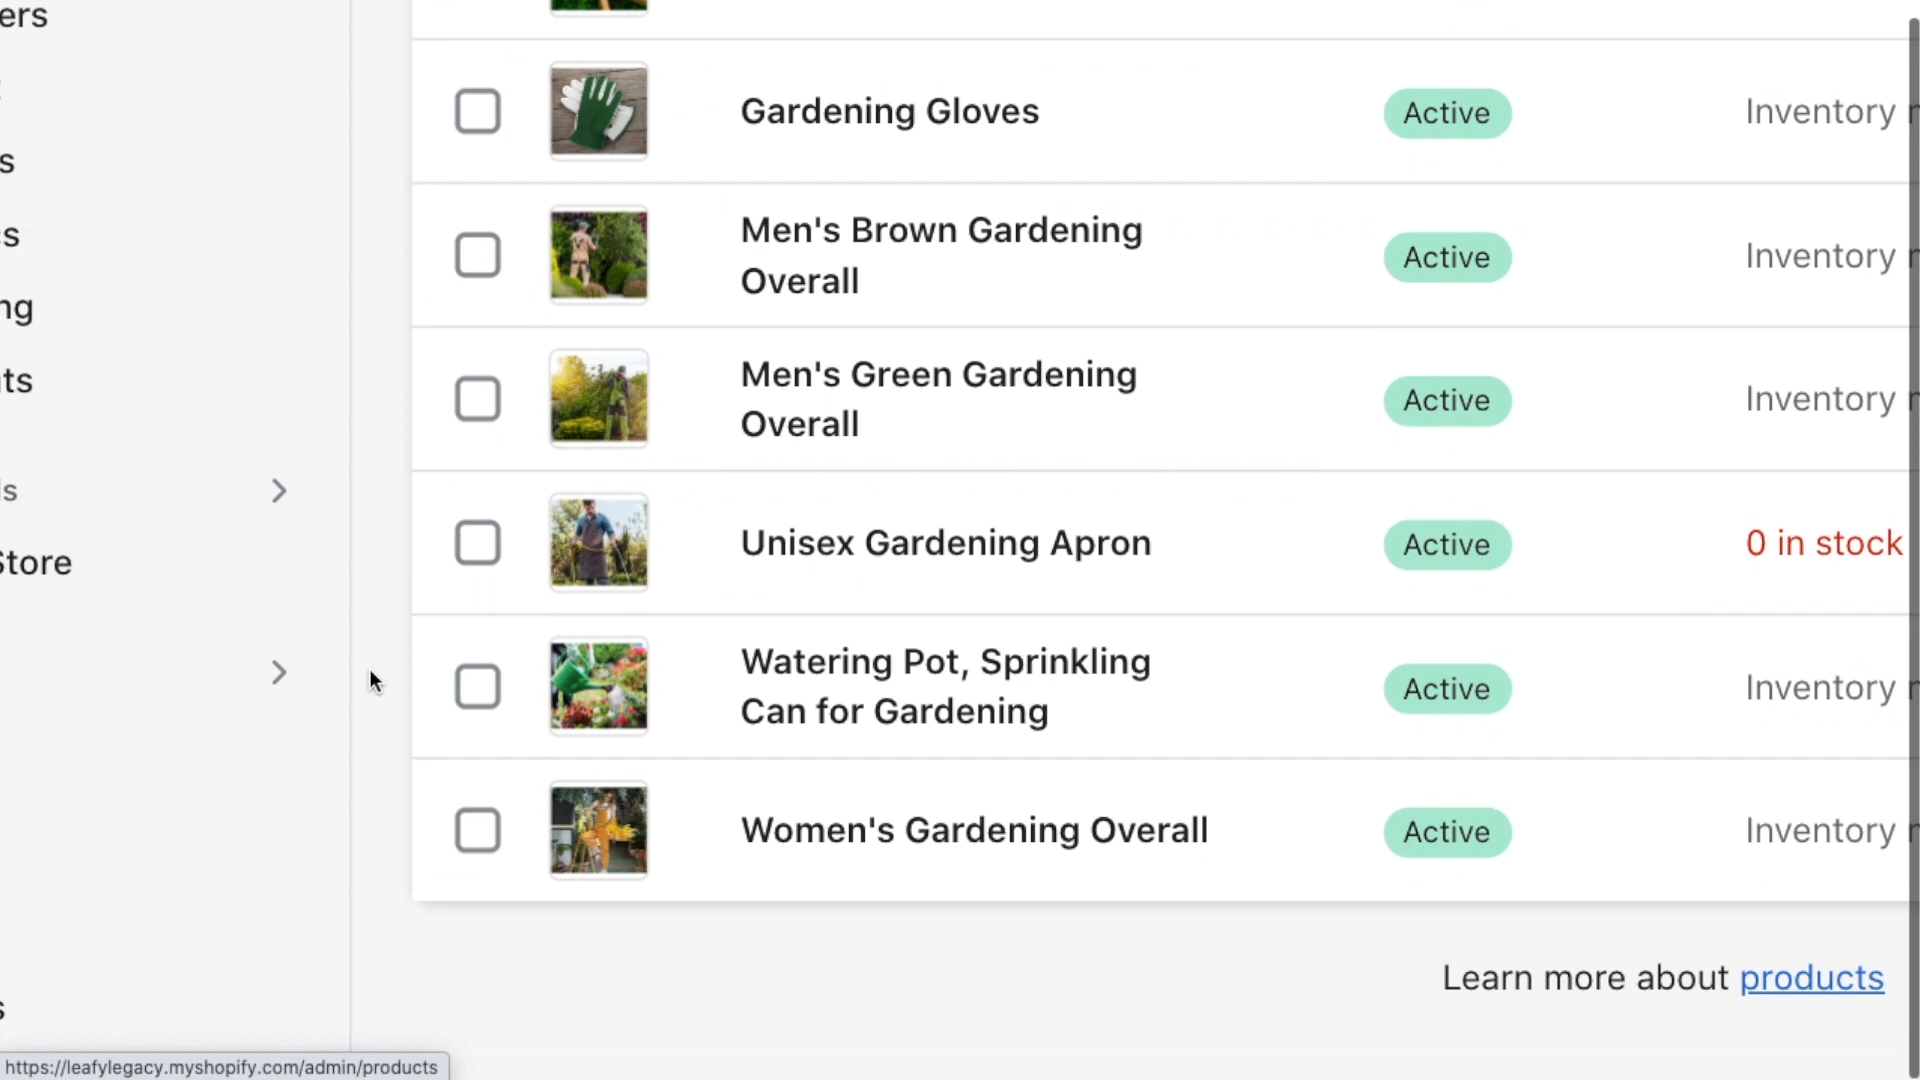 ers
s
Gardening Gloves
Active
Inventory
cs
ng
Men's Brown Gardening
Overall
Active
Inventory
ts
Men's Green Gardening
Overall
Active
Inventory
ls
Store
Unisex Gardening Apron
Active
0 in stock
Watering Pot, Sprinkling
Can for Gardening
Active
Inventory
Women's Gardening Overall
Active
Inventory
Learn more about products
s
https://leafylegacy.myshopify.com/admin/products